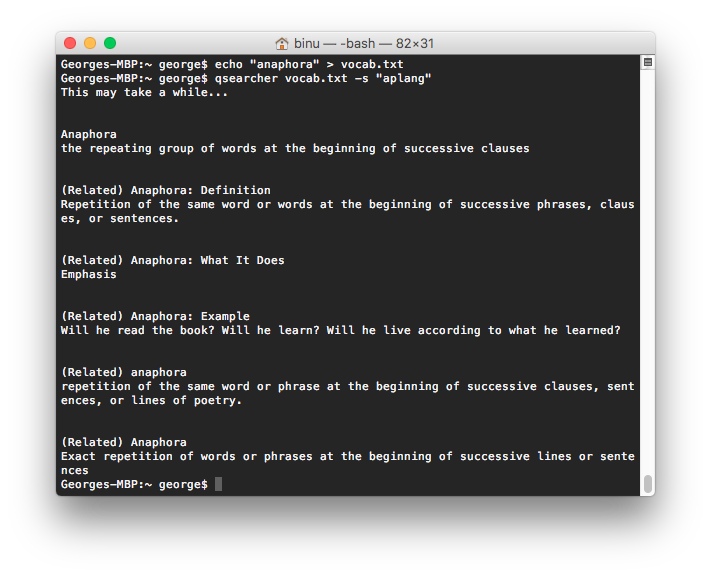 binu — -bash — 82×31
Georges-MBP:~ george$ echo "anaphora" > vocab.txt
Georges-MBP:~ george$ qsearcher vocab.txt -s "aplang"
This may take a while...
Anaphora
the repeating group of words at the beginning of successive clauses
(Related) Anaphora: Definition
Repetition of the same word or words at the beginning of successive phrases, claus
es, or sentences.
(Related) Anaphora: What It Does
Emphasis
(Related) Anaphora: Example
Will he read the book? Will he learn? Will he live according to what he learned?
(Related) anaphora
repetition of the same word or phrase at the beginning of successive clauses, sent
ences, or lines of poetry.
(Related) Anaphora
Exact repetition of words or phrases at the beginning of successive lines or sente
nces
Georges-MBP:~ george$